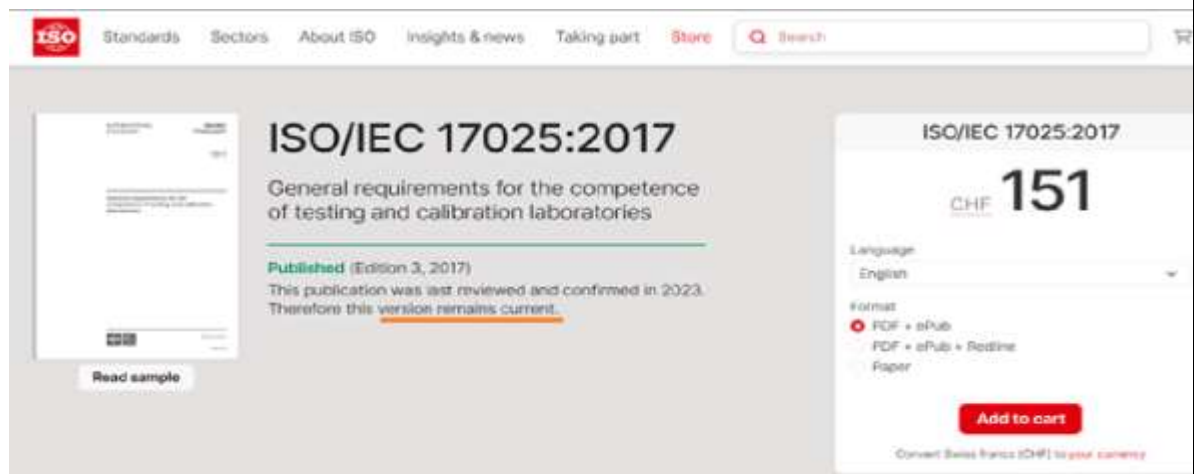 ISO
Standards
Sectors
About ISO
Insights & news
Taking part
Store
Search
ISO/IEC 17025:2017
General requirements for the competence
of testing and calibration laboratories
Published (Edition 3, 2017)
This publication was last reviewed and confirmed in 2023.
Therefore this version remains current.
Read sample
ISO/IEC 17025:2017
CHF 151
Language
English
Format
PDF + ePub
PDF + ePub + Redline
Paper
Add to cart
Convert Swiss francs (CHF) to your currency